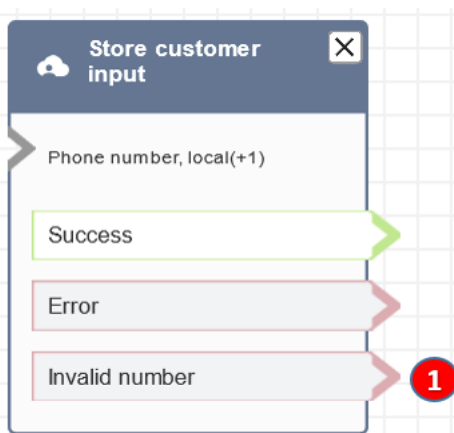 Store customer
input
Phone number, local(+1)
Success
Error
Invalid number
1